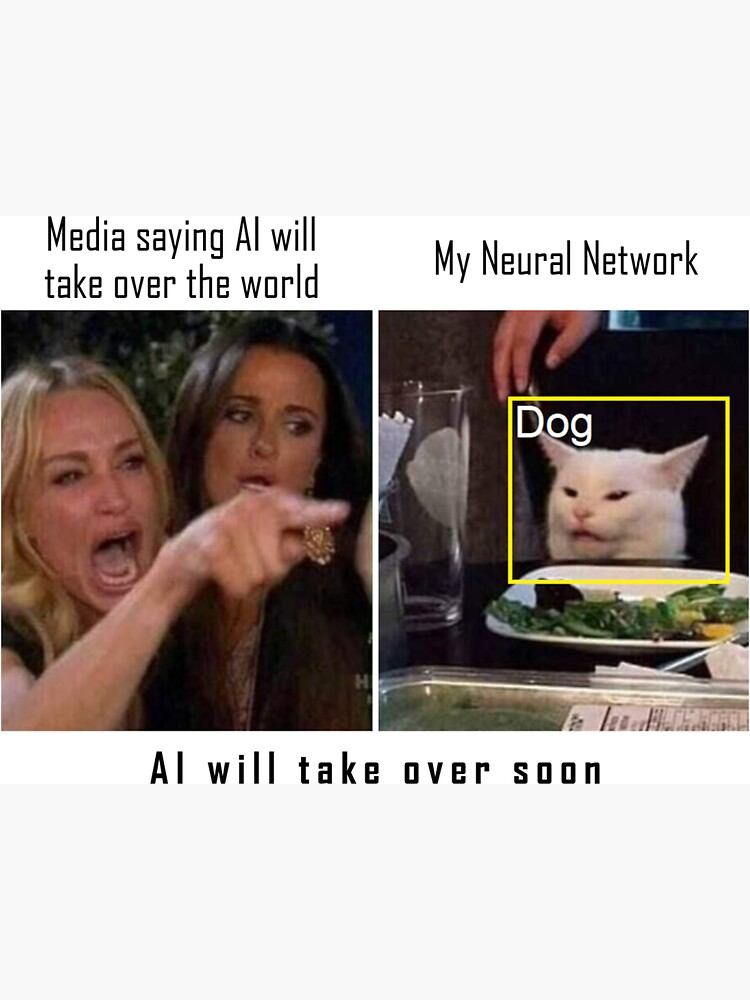 Media saying AI will
take over the world
My Neural Network
Dog
AI will take over soon